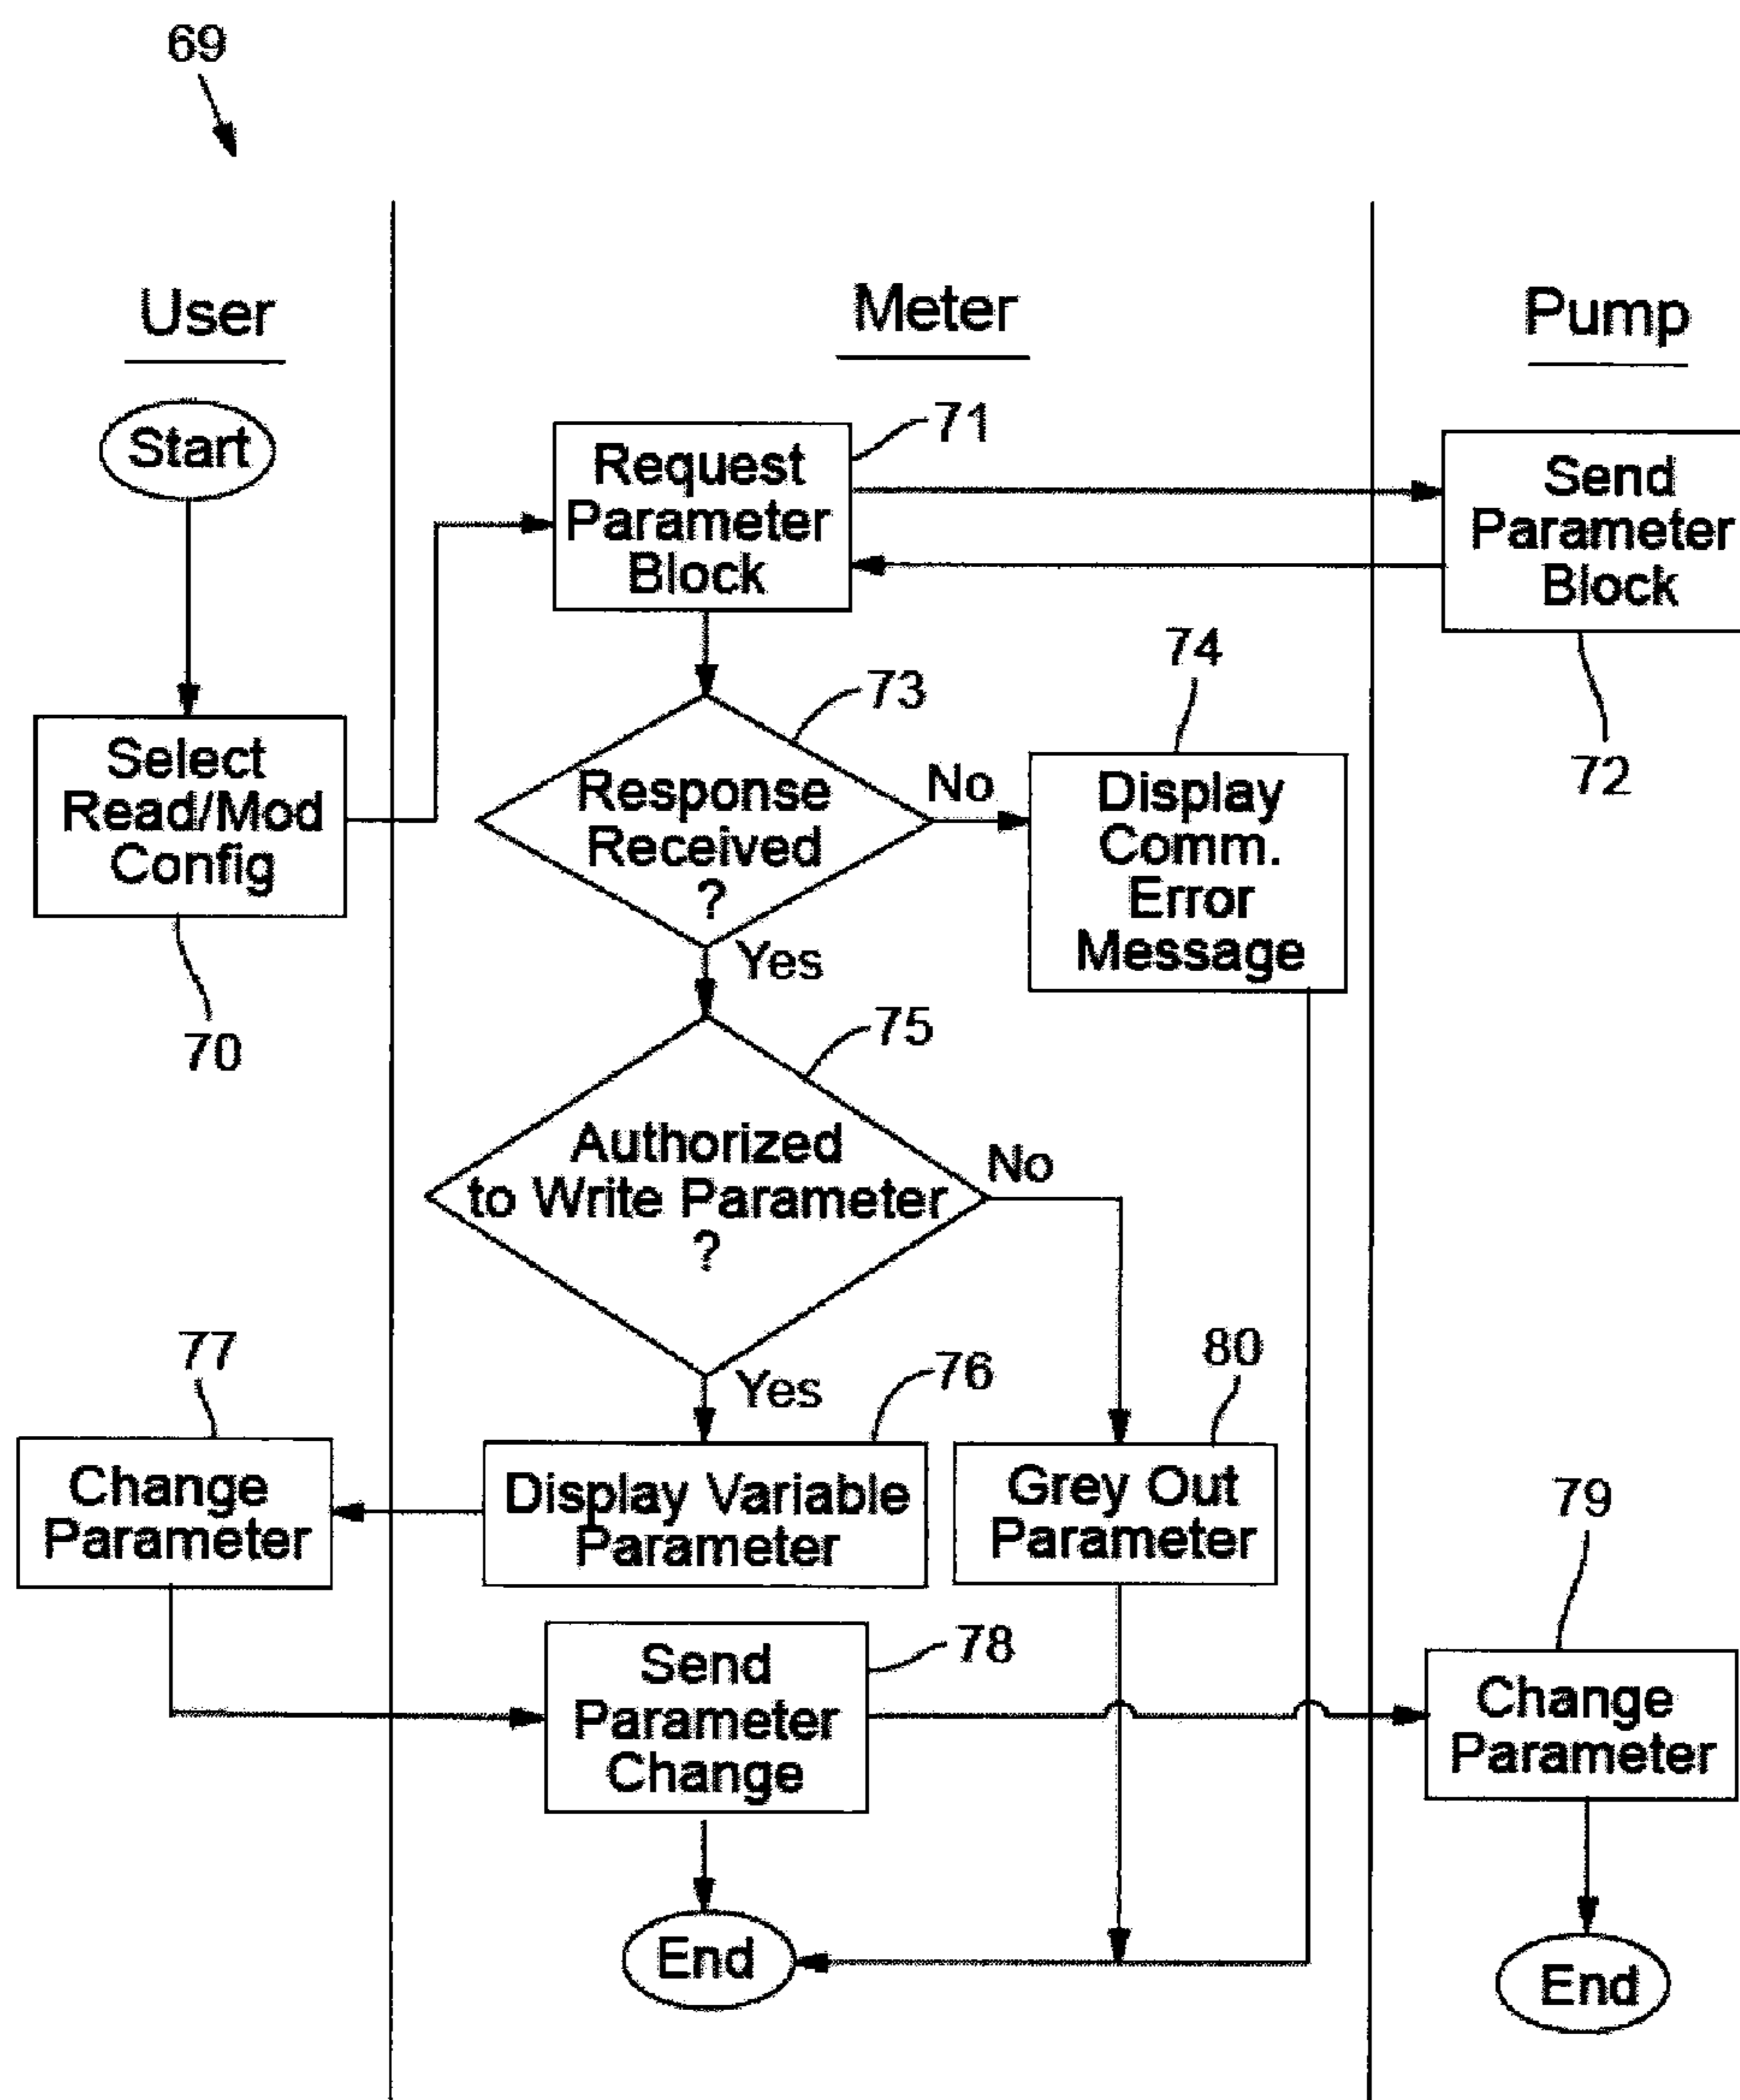 69
User
Meter
Pump
Start
71
Request
Parameter
Block
Send
Parameter
Block
72
Select
Read/Mod
Config
70
73
Response
Received
?
No
Yes
74
Display
Comm.
Error
Message
75
Authorized
to Write Parameter
?
No
Yes
77
Change
Parameter
76
Display Variable
Parameter
80
Grey Out
Parameter
79
Change
Parameter
78
Send
Parameter
Change
End
End